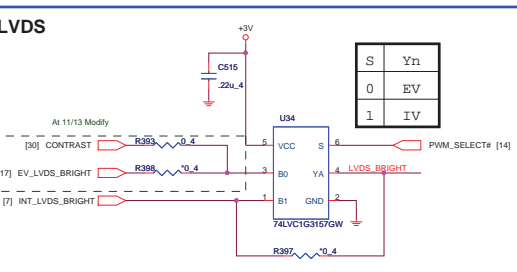 LVDS
+3V
C515
.22u_4
S Yn
0 EV
1 IV
At 11/13 Modify
U34
[30] CONTRAST
R393 0_4
5 VCC S 6
PWM_SELECT# [14]
17] EV_LVDS_BRIGHT
R398 *0_4
3 B0 YA 4
LVDS_BRIGHT
[7] INT_LVDS_BRIGHT
1 B1 GND 2
74LVC1G3157GW
R397 *0_4